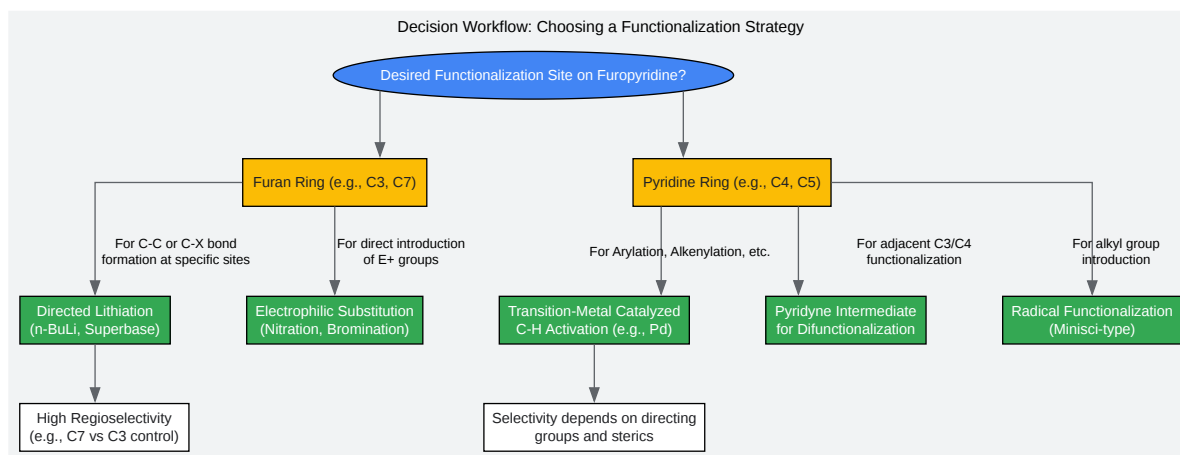 Decision Workflow: Choosing a Functionalization Strategy
Desired Functionalization Site on Furopyridine?
Furan Ring (e.g., C3, C7)
Pyridine Ring (e.g., C4, C5)
For C-C or C-X bond
formation at specific sites
For direct introduction
of E+ groups
For Arylation, Alkenylation, etc.
For adjacent C3/C4
functionalization
For alkyl group
introduction
Directed Lithiation
(n-BuLi, Superbase)
Electrophilic Substitution
(Nitration, Bromination)
Transition-Metal Catalyzed
C-H Activation (e.g., Pd)
Pyridyne Intermediate
for Difunctionalization
Radical Functionalization
(Minisci-type)
High Regioselectivity
(e.g., C7 vs C3 control)
Selectivity depends on directing
groups and sterics